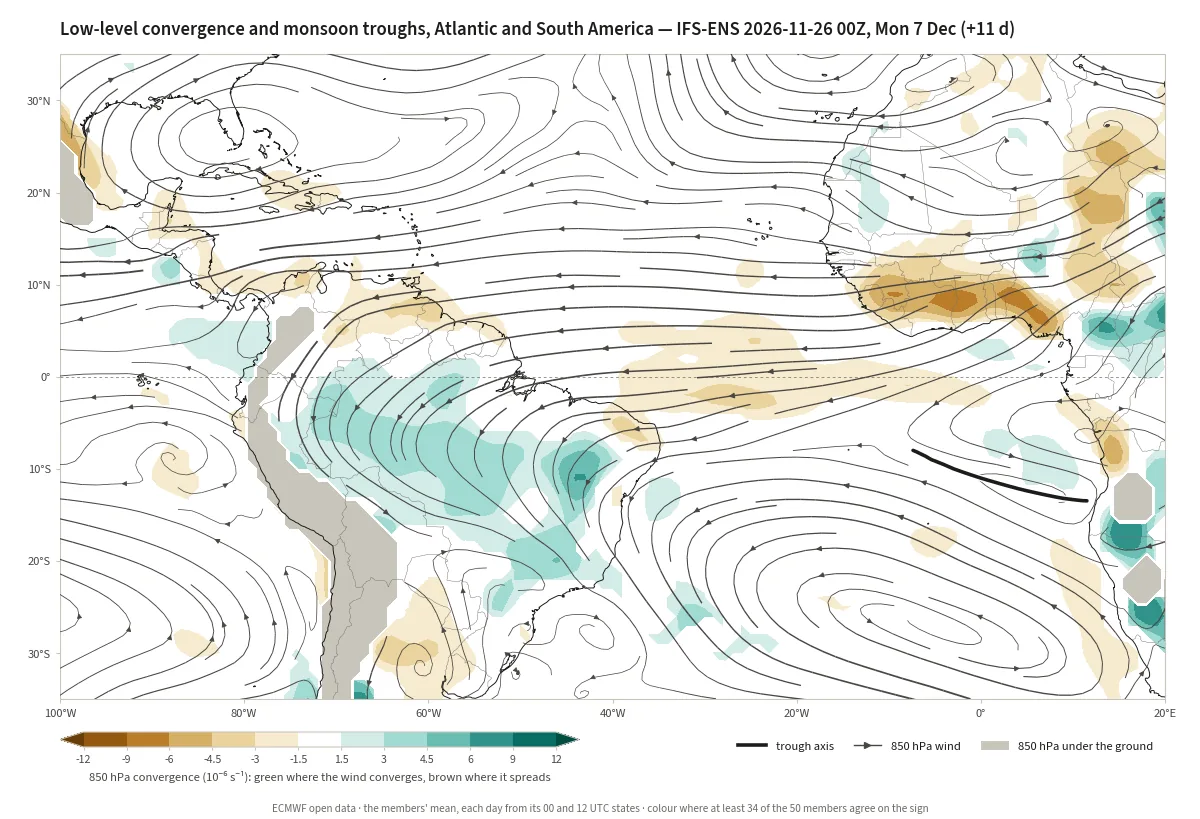 Low-level convergence and monsoon troughs, Atlantic and South America — IFS-ENS 2026-11-26 00Z, Mon 7 Dec (+11 d)
30°N
20°N
10°N
0°
10°S
20°S
30°S
100°W 80°W 60°W 40°W 20°W 0° 20°E
-12 -9 -6 -4.5 -3 -1.5 1.5 3 4.5 6 9 12
850 hPa convergence (10⁻⁶ s⁻¹): green where the wind converges, brown where it spreads
trough axis 850 hPa wind 850 hPa under the ground
ECMWF open data · the members' mean, each day from its 00 and 12 UTC states · colour where at least 34 of the 50 members agree on the sign